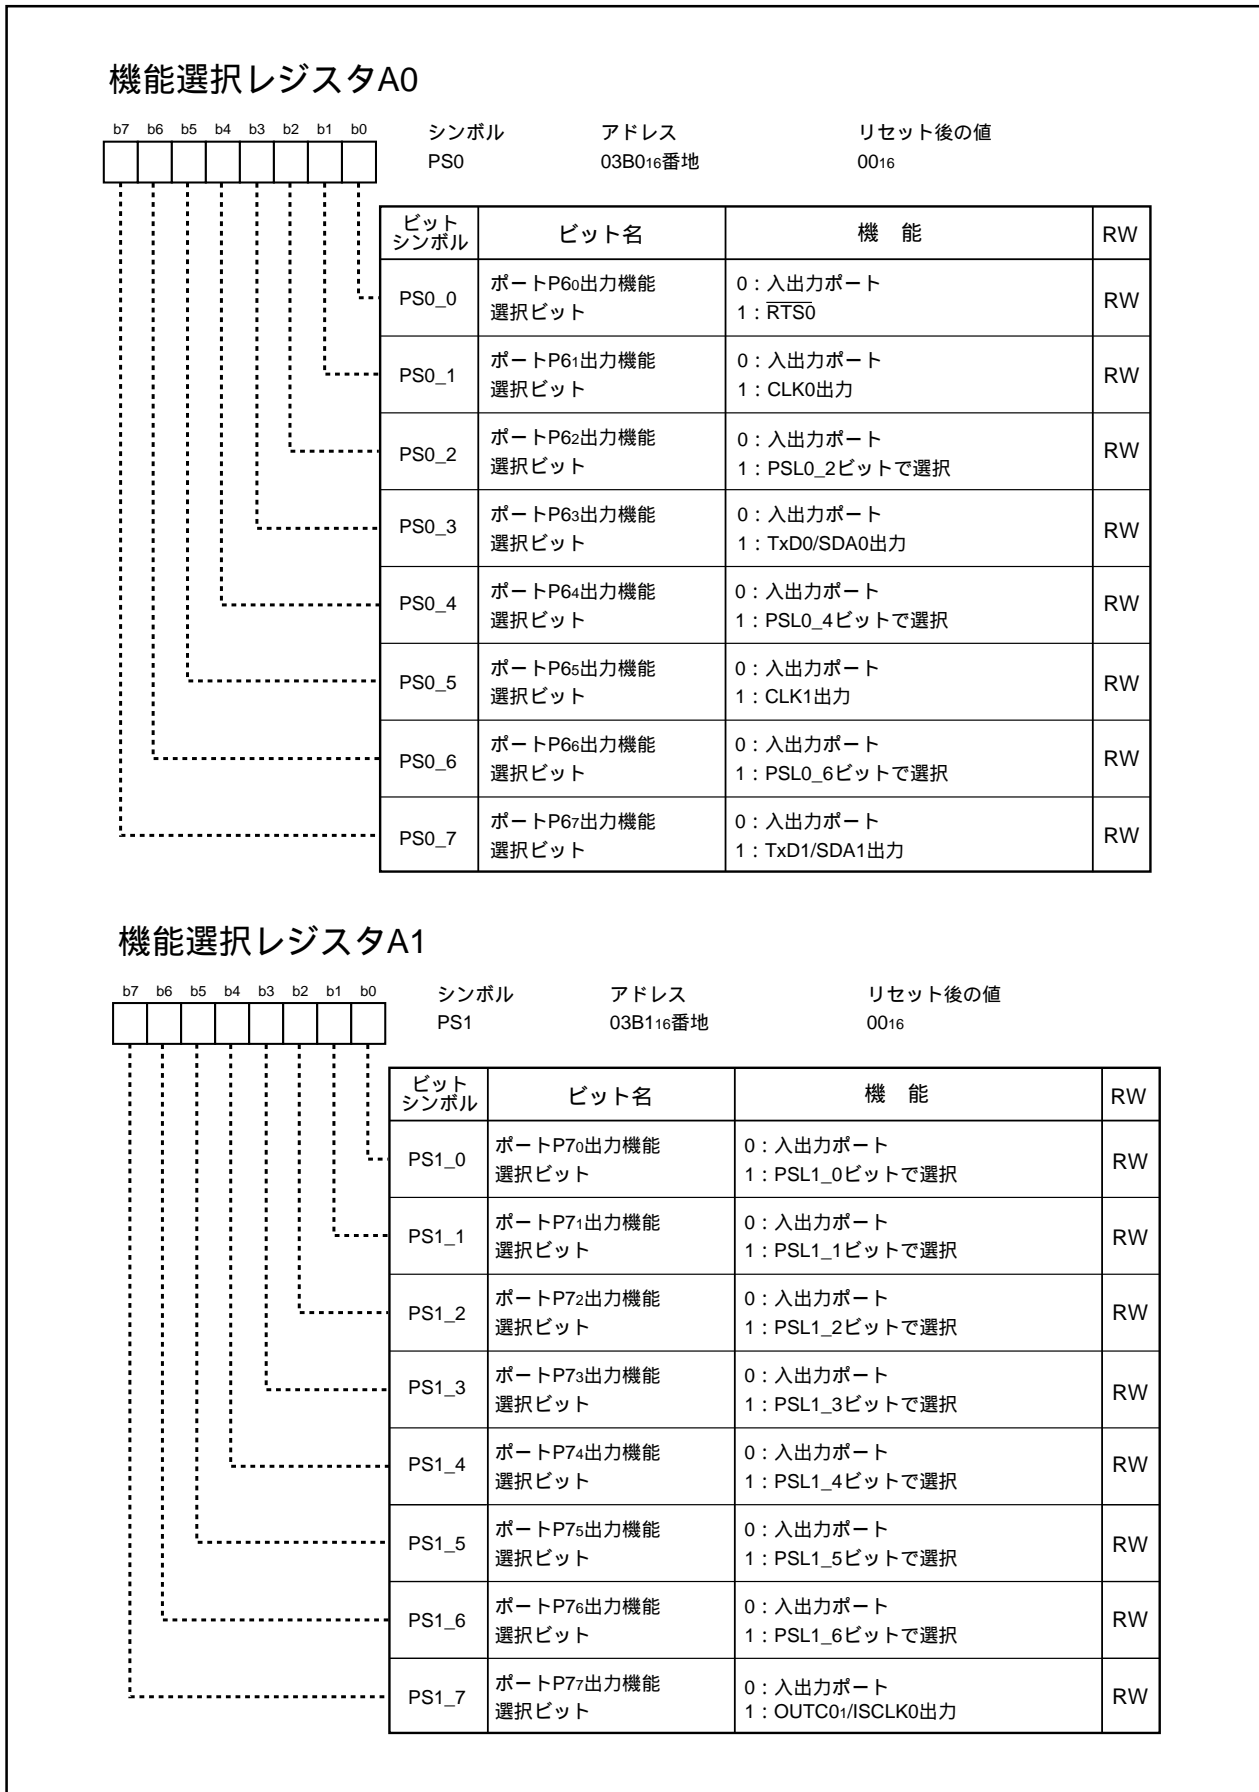 機能選択レジスタA0
b7 b6 b5 b4 b3 b2 b1 b0
シンボル アドレス リセット後の値
PS0 03B016番地 0016
ビット
シンボル ビット名 機 能 RW
PS0_0 ポートP60出力機能
選択ビット 0：入出力ポート
1：R̅T̅S̅0̅ RW
PS0_1 ポートP61出力機能
選択ビット 0：入出力ポート
1：CLK0出力 RW
PS0_2 ポートP62出力機能
選択ビット 0：入出力ポート
1：PSL0_2ビットで選択 RW
PS0_3 ポートP63出力機能
選択ビット 0：入出力ポート
1：TxD0/SDA0出力 RW
PS0_4 ポートP64出力機能
選択ビット 0：入出力ポート
1：PSL0_4ビットで選択 RW
PS0_5 ポートP65出力機能
選択ビット 0：入出力ポート
1：CLK1出力 RW
PS0_6 ポートP66出力機能
選択ビット 0：入出力ポート
1：PSL0_6ビットで選択 RW
PS0_7 ポートP67出力機能
選択ビット 0：入出力ポート
1：TxD1/SDA1出力 RW
機能選択レジスタA1
b7 b6 b5 b4 b3 b2 b1 b0
シンボル アドレス リセット後の値
PS1 03B116番地 0016
ビット
シンボル ビット名 機 能 RW
PS1_0 ポートP70出力機能
選択ビット 0：入出力ポート
1：PSL1_0ビットで選択 RW
PS1_1 ポートP71出力機能
選択ビット 0：入出力ポート
1：PSL1_1ビットで選択 RW
PS1_2 ポートP72出力機能
選択ビット 0：入出力ポート
1：PSL1_2ビットで選択 RW
PS1_3 ポートP73出力機能
選択ビット 0：入出力ポート
1：PSL1_3ビットで選択 RW
PS1_4 ポートP74出力機能
選択ビット 0：入出力ポート
1：PSL1_4ビットで選択 RW
PS1_5 ポートP75出力機能
選択ビット 0：入出力ポート
1：PSL1_5ビットで選択 RW
PS1_6 ポートP76出力機能
選択ビット 0：入出力ポート
1：PSL1_6ビットで選択 RW
PS1_7 ポートP77出力機能
選択ビット 0：入出力ポート
1：OUTC01/ISCLK0出力 RW